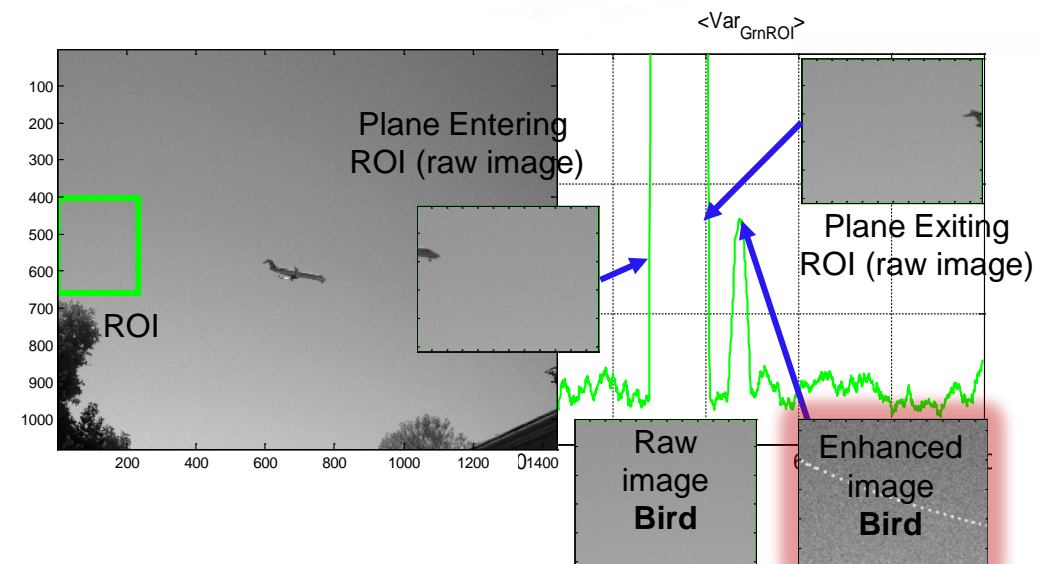 <Var_GrnROI>
100
200
300
400
500
600
700
800
900
1000
200
400
600
800
1000
1200
1400
Plane Entering
ROI (raw image)
Plane Exiting
ROI (raw image)
ROI
Raw
image
Bird
Enhanced
image
Bird